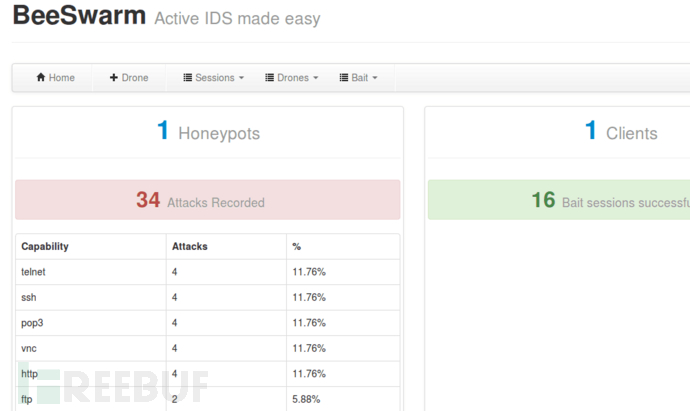 BeeSwarm Active IDS made easy
Home Drone Sessions Drones Bait
1 Honeypots
34 Attacks Recorded
Capability Attacks %
telnet 4 11.76%
ssh 4 11.76%
pop3 4 11.76%
vnc 4 11.76%
http 4 11.76%
ftp 2 5.88%
1 Clients
16 Bait sessions successfu
FREEBUF